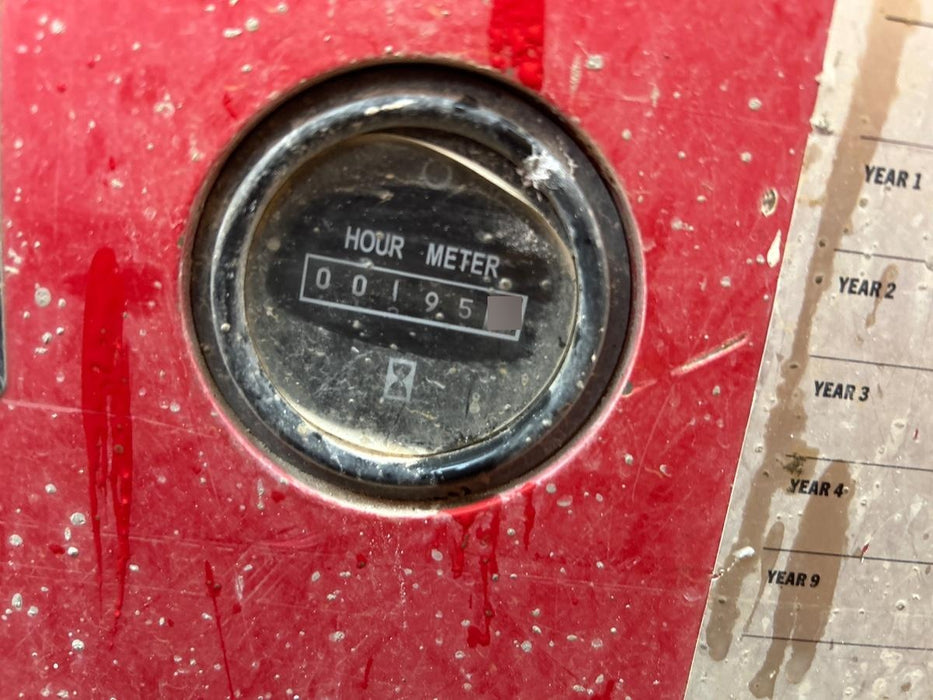 HOUR METER
00195
YEAR 1
YEAR 2
YEAR 3
YEAR 4
YEAR 9